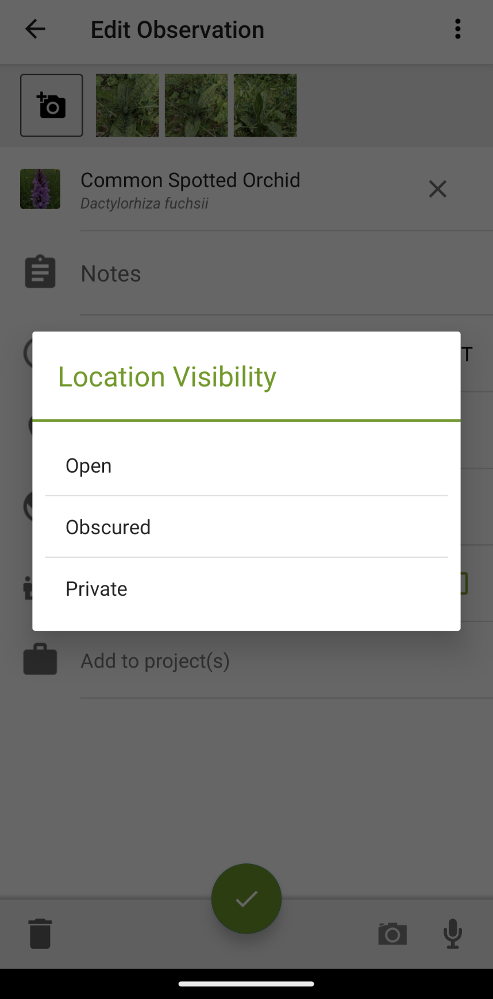 Edit Observation
Common Spotted Orchid
Dactylorhiza fuchsii
Notes
T
Location Visibility
Open
Obscured
Private
Add to project(s)